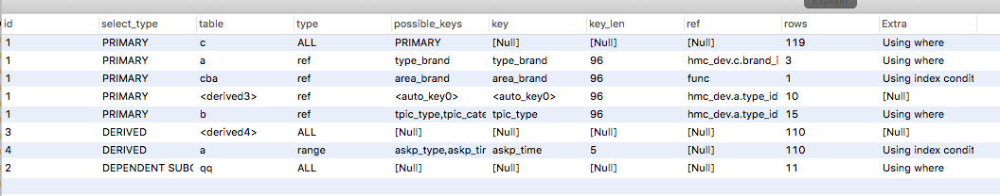 Explain
id select_type table type possible_keys key key_len ref rows Extra
1 PRIMARY c ALL PRIMARY [Null] [Null] [Null] 119 Using where
1 PRIMARY a ref type_brand type_brand 96 hmc_dev.c.brand_i 3 Using where
1 PRIMARY cba ref area_brand area_brand 96 func 1 Using index condit
1 PRIMARY <derived3> ref <auto_key0> <auto_key0> 96 hmc_dev.a.type_id 10 [Null]
1 PRIMARY b ref tpic_type,tpic_cate tpic_type 96 hmc_dev.a.type_id 15 Using where
3 DERIVED <derived4> ALL [Null] [Null] [Null] [Null] 110 [Null]
4 DERIVED a range askp_type,askp_tin askp_time 5 [Null] 110 Using index condit
2 DEPENDENT SUBQ qq ALL [Null] [Null] [Null] [Null] 11 Using where